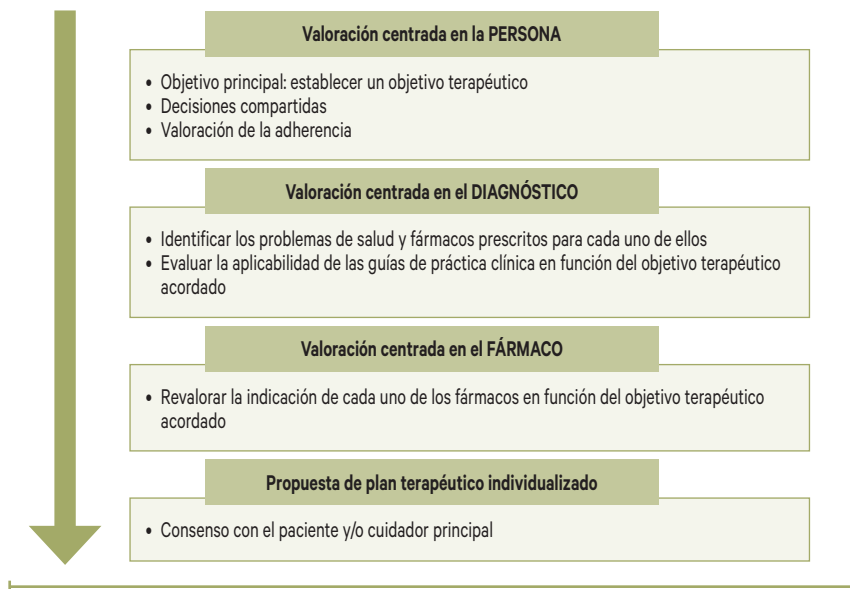 Valoración centrada en la PERSONA
• Objetivo principal: establecer un objetivo terapéutico
• Decisiones compartidas
• Valoración de la adherencia
Valoración centrada en el DIAGNÓSTICO
• Identificar los problemas de salud y fármacos prescritos para cada uno de ellos
• Evaluar la aplicabilidad de las guías de práctica clínica en función del objetivo terapéutico
acordado
Valoración centrada en el FÁRMACO
• Revalorar la indicación de cada uno de los fármacos en función del objetivo terapéutico
acordado
Propuesta de plan terapéutico individualizado
• Consenso con el paciente y/o cuidador principal